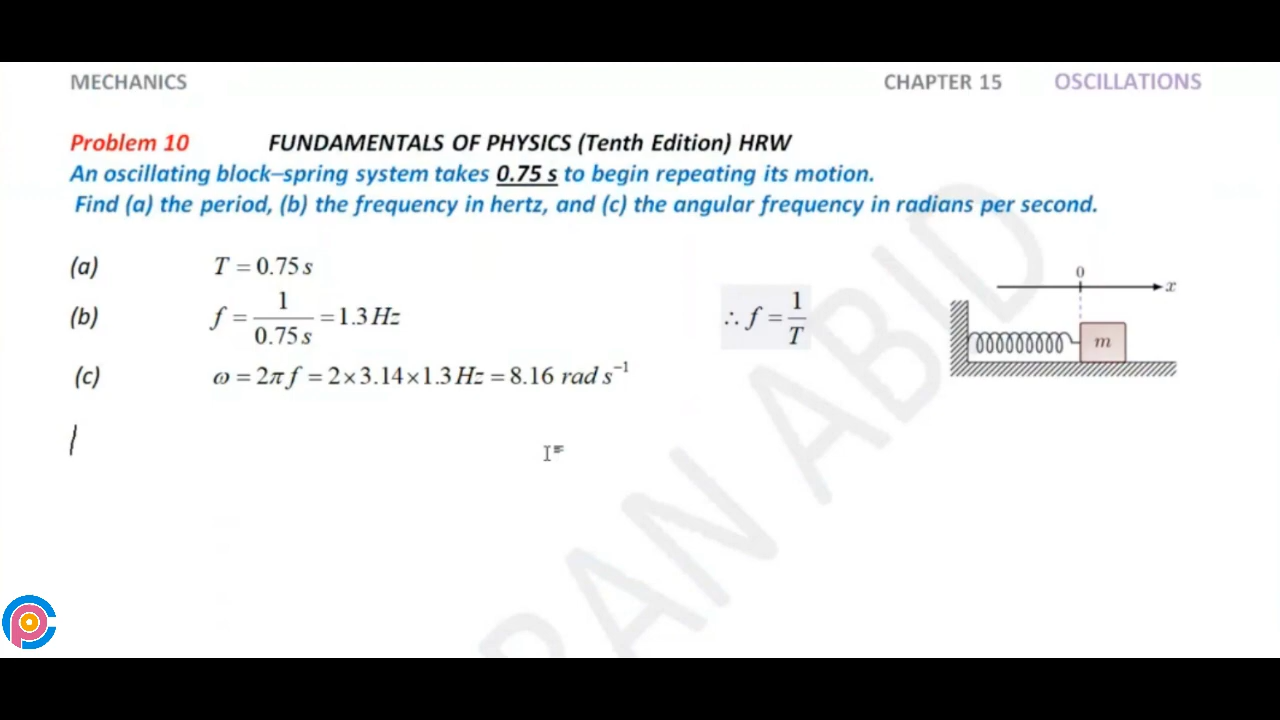 MECHANICS CHAPTER 15 OSCILLATIONS
Problem 10 FUNDAMENTALS OF PHYSICS (Tenth Edition) HRW
An oscillating block–spring system takes 0.75 s to begin repeating its motion.
Find (a) the period, (b) the frequency in hertz, and (c) the angular frequency in radians per second.
(a) T = 0.75 s
(b) f = 1/0.75 s = 1.3 Hz ∴ f = 1/T
(c) ω = 2π f = 2×3.14×1.3 Hz = 8.16 rad s⁻¹
0
x
m
RAN ABID